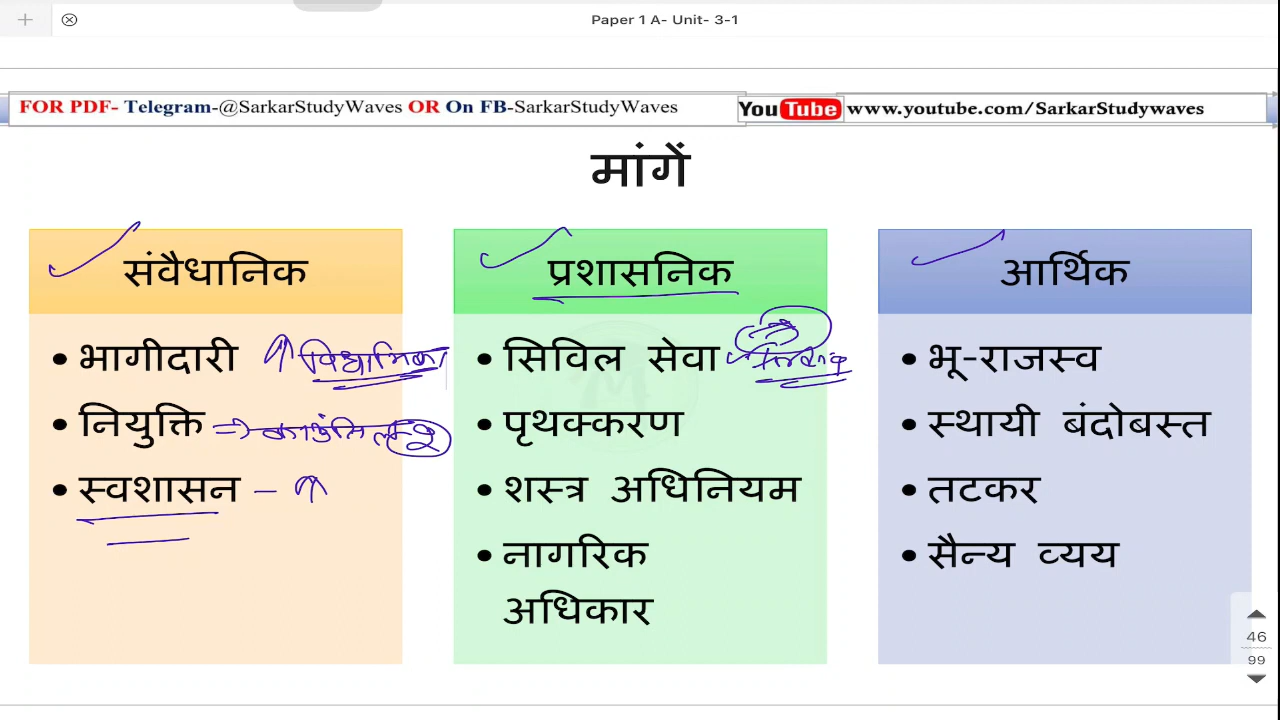 Paper 1 A- Unit- 3-1
FOR PDF- Telegram-@SarkarStudyWaves OR On FB-SarkarStudyWaves
YouTube www.youtube.com/SarkarStudywaves
मांगें
संवैधानिक
• भागीदारी ↑ विधायिका
• नियुक्ति ⇒ 2
• स्वशासन – ↑
प्रशासनिक
• सिविल सेवा
• पृथक्करण
• शस्त्र अधिनियम
• नागरिक
अधिकार
आर्थिक
• भू-राजस्व
• स्थायी बंदोबस्त
• तटकर
• सैन्य व्यय
46
99